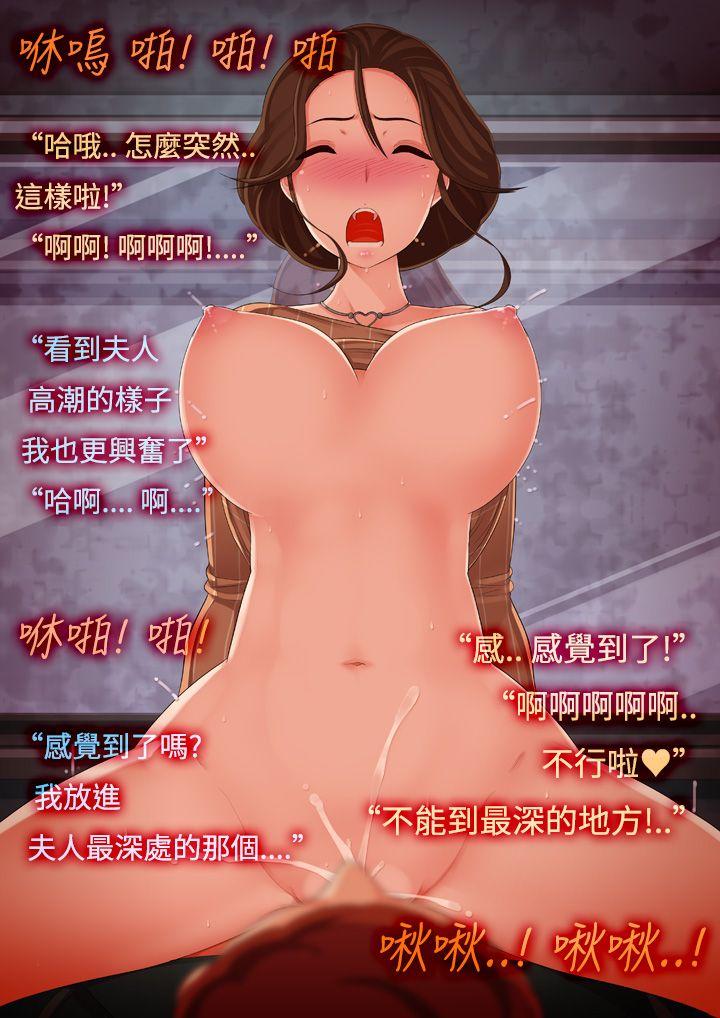 咻嗚 啪! 啪! 啪
“哈哦.. 怎麼突然..
這樣啦!”
“啊啊! 啊啊啊!....”
“看到夫人
高潮的樣子
我也更興奮了”
“哈啊.... 啊....”
咻啪! 啪!
“感.. 感覺到了!”
“啊啊啊啊啊..
不行啦♥”
“不能到最深的地方!..”
“感覺到了嗎?
我放進
夫人最深處的那個....”
啾啾..! 啾啾..!